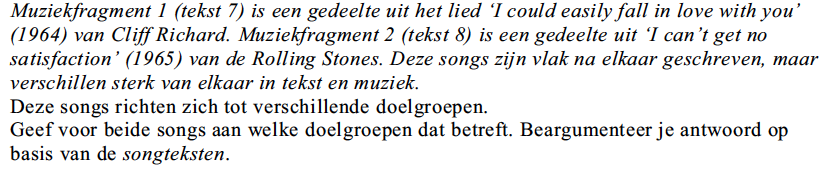 Muziekfragment 1 (tekst 7) is een gedeelte uit het lied ‘I could easily fall in love with you’
(1964) van Cliff Richard. Muziekfragment 2 (tekst 8) is een gedeelte uit ‘I can’t get no
satisfaction’ (1965) van de Rolling Stones. Deze songs zijn vlak na elkaar geschreven, maar
verschillen sterk van elkaar in tekst en muziek.
Deze songs richten zich tot verschillende doelgroepen.
Geef voor beide songs aan welke doelgroepen dat betreft. Beargumenteer je antwoord op
basis van de songteksten.